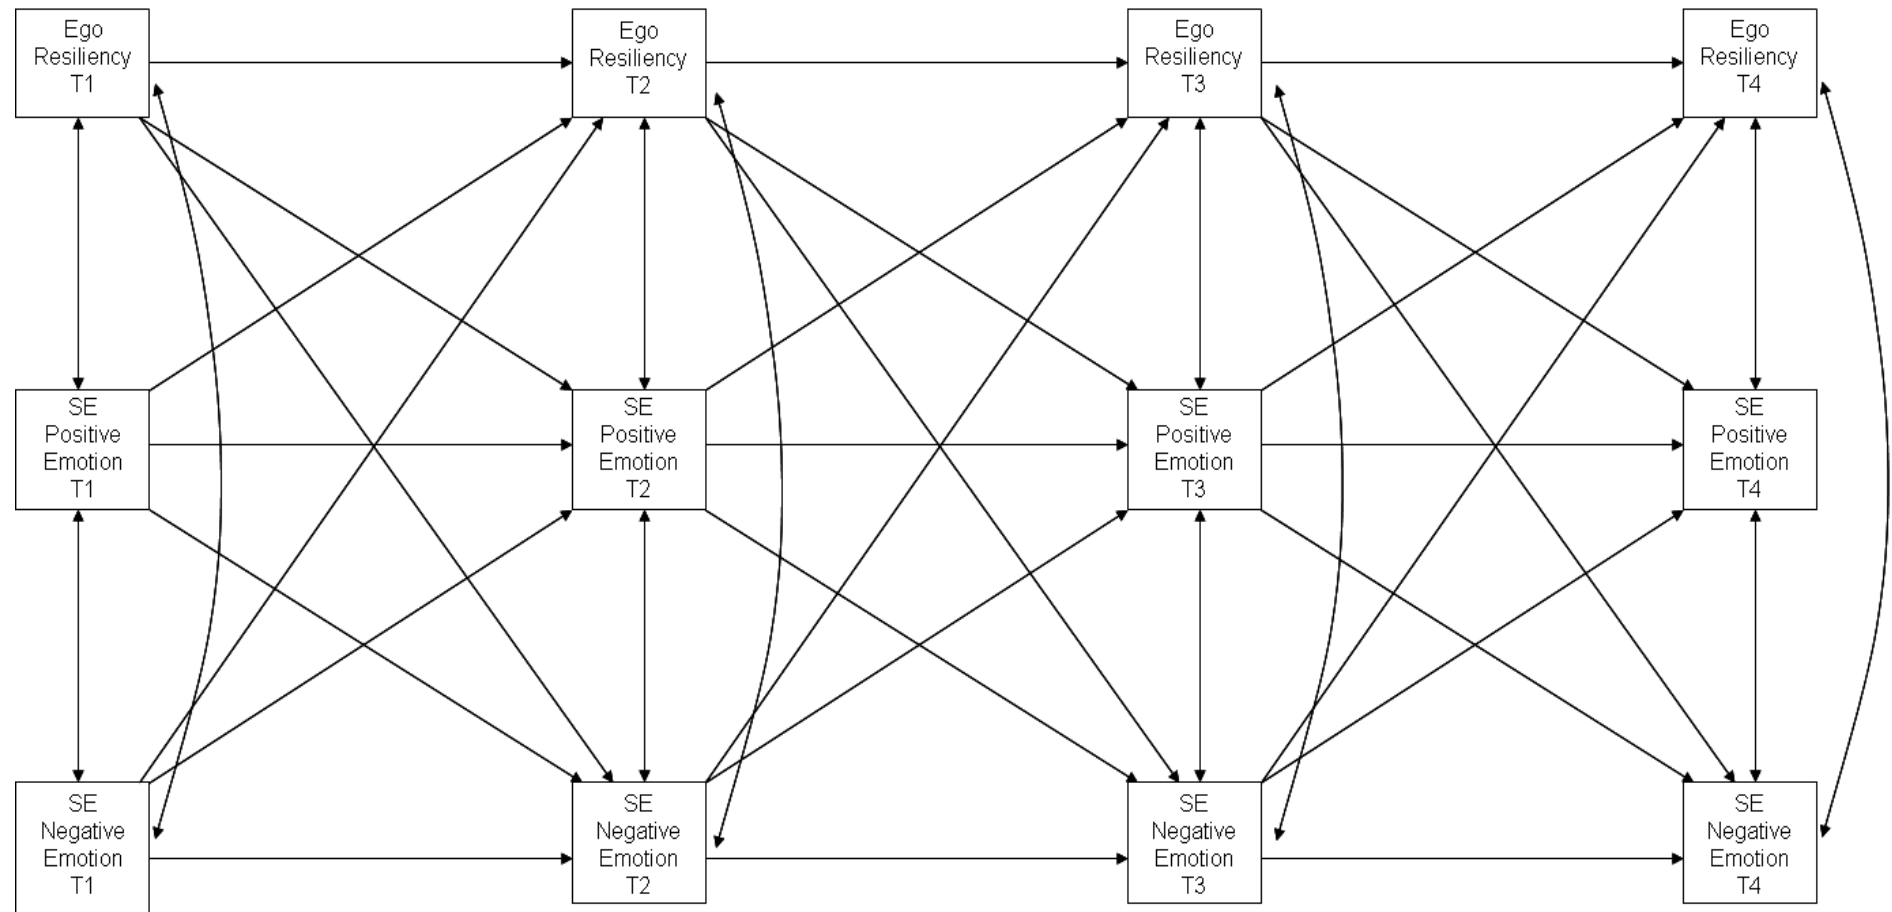 Ego
Resiliency
T1
Ego
Resiliency
T2
Ego
Resiliency
T3
Ego
Resiliency
T4
SE
Positive
Emotion
T1
SE
Positive
Emotion
T2
SE
Positive
Emotion
T3
SE
Positive
Emotion
T4
SE
Negative
Emotion
T1
SE
Negative
Emotion
T2
SE
Negative
Emotion
T3
SE
Negative
Emotion
T4